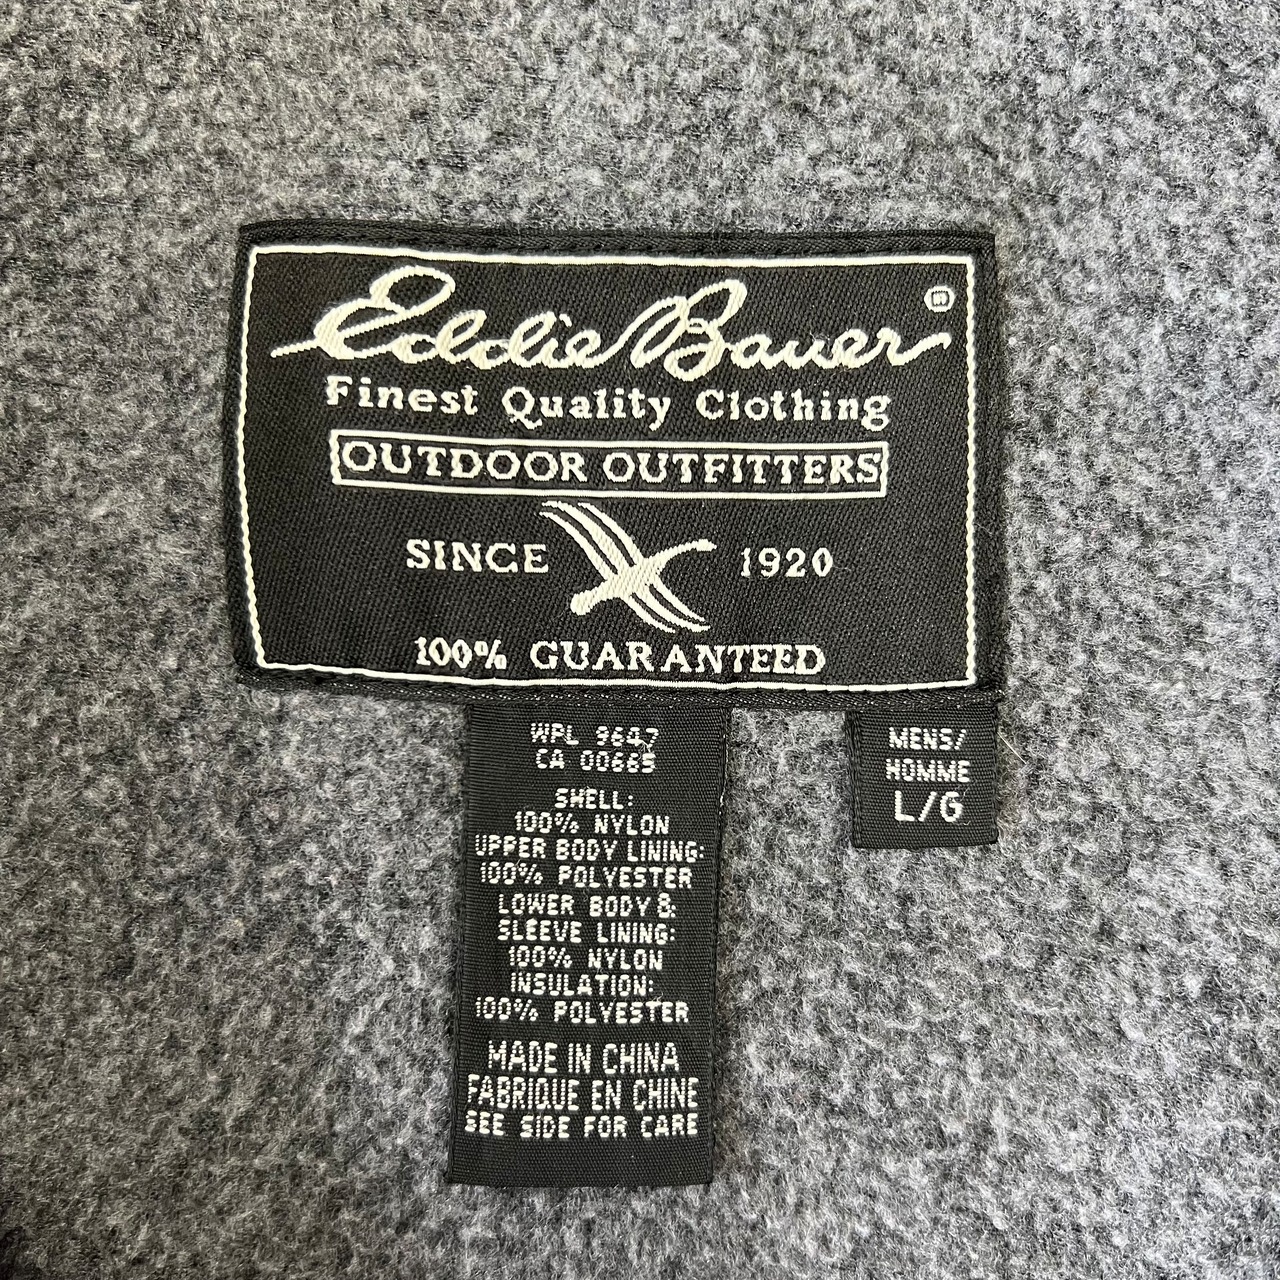 Eddie Bauer ®
Finest Quality Clothing
OUTDOOR OUTFITTERS
SINCE 1920
100% GUARANTEED
WPL 9647
CA 00665
SHELL:
100% NYLON
UPPER BODY LINING:
100% POLYESTER
LOWER BODY &
SLEEVE LINING:
100% NYLON
INSULATION:
100% POLYESTER
MADE IN CHINA
FABRIQUE EN CHINE
SEE SIDE FOR CARE
MENS/
HOMME
L/G